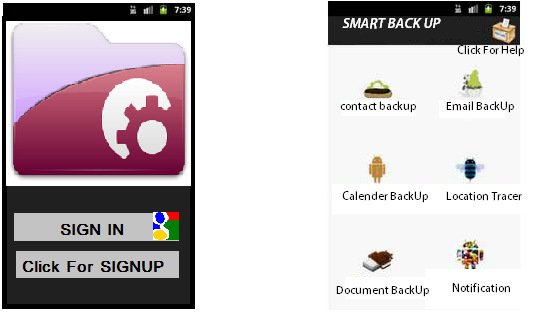 7:39
SIGN IN
Click For SIGNUP
7:39
SMART BACK UP
Click For Help
contact backup
Email BackUp
Calender BackUp
Location Tracer
Document BackUp
Notification